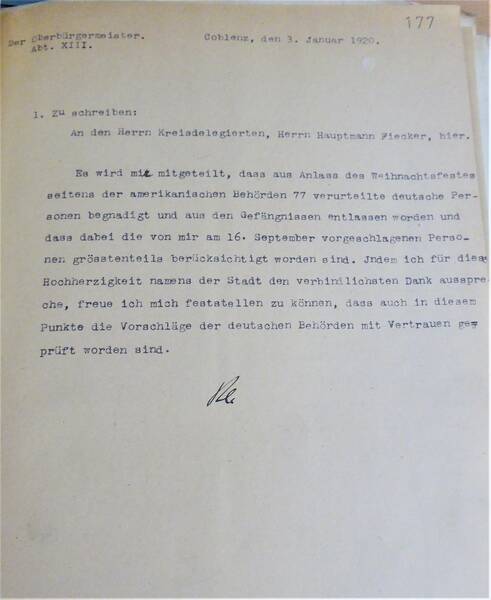 177
Der Oberbürgermeister.
Abt. XIII.
Coblenz, den 3. Januar 1920.
I. Zu schreiben:
An den Herrn Kreisdelegierten, Herrn Hauptmann Fiecker, hier.
Es wird mir mitgeteilt, dass aus Anlass des Weihnachtsfestes
seitens der amerikanischen Behörden 77 verurteilte deutsche Per-
sonen begnadigt und aus den Gefängnissen entlassen worden und
dass dabei die von mir am 16. September vorgeschlagenen Perso-
nen grösstenteils berücksichtigt worden sind. Jndem ich für diese
Hochherzigkeit namens der Stadt den verbindlichsten Dank ausspre-
che, freue ich mich feststellen zu können, dass auch in diesem
Punkte die Vorschläge der deutschen Behörden mit Vertrauen ge-
prüft worden sind.